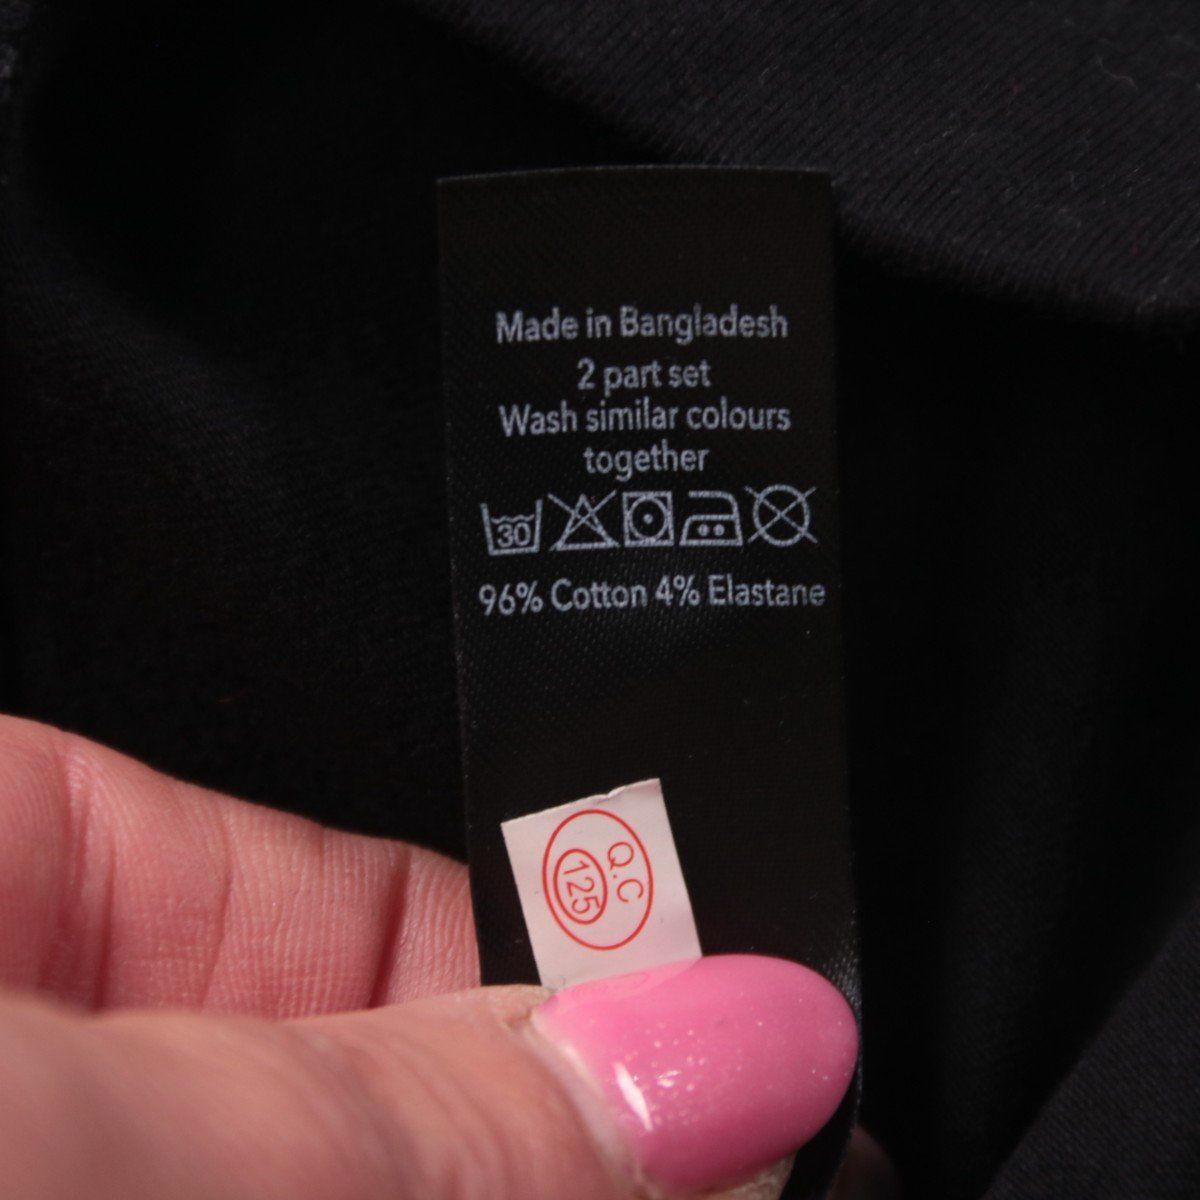 Made in Bangladesh
2 part set
Wash similar colours
together
30
96% Cotton 4% Elastane
Q.C
125